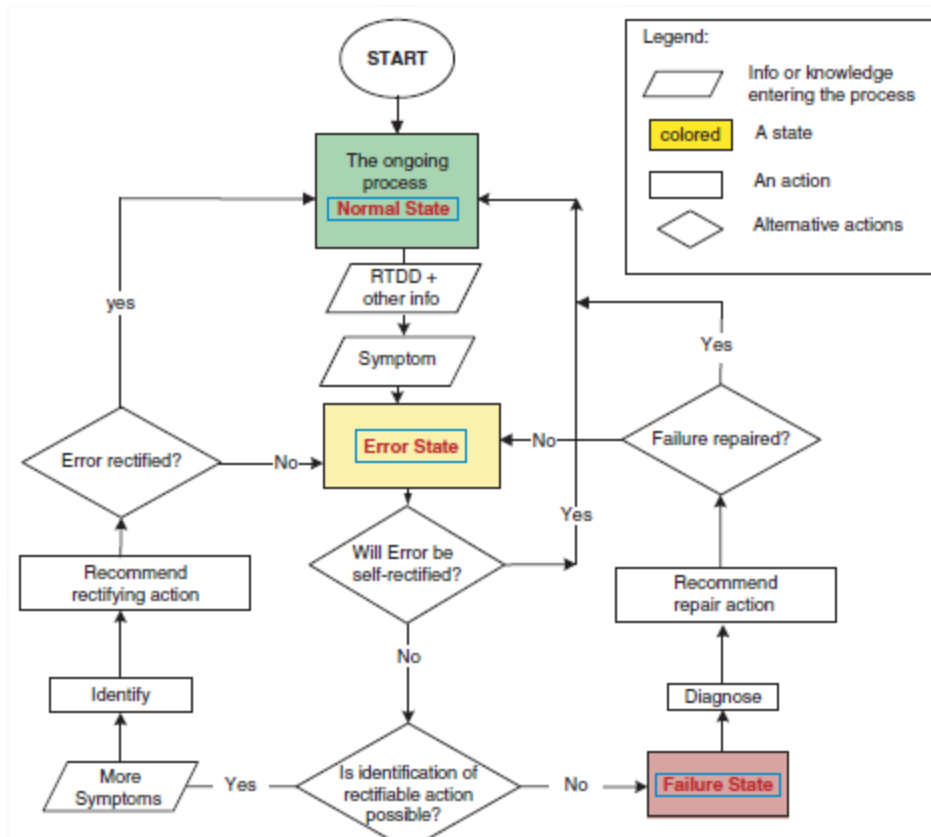 START
The ongoing
process
Normal State
RTDD +
other info
Symptom
Error State
Will Error be
self-rectified?
Yes
No
Is identification of
rectifiable action
possible?
Yes
More
Symptoms
Identify
Recommend
rectifying action
Error rectified?
No
yes
No
Failure State
Diagnose
Recommend
repair action
Failure repaired?
No
Yes
Legend:
Info or knowledge
entering the process
colored
A state
An action
Alternative actions